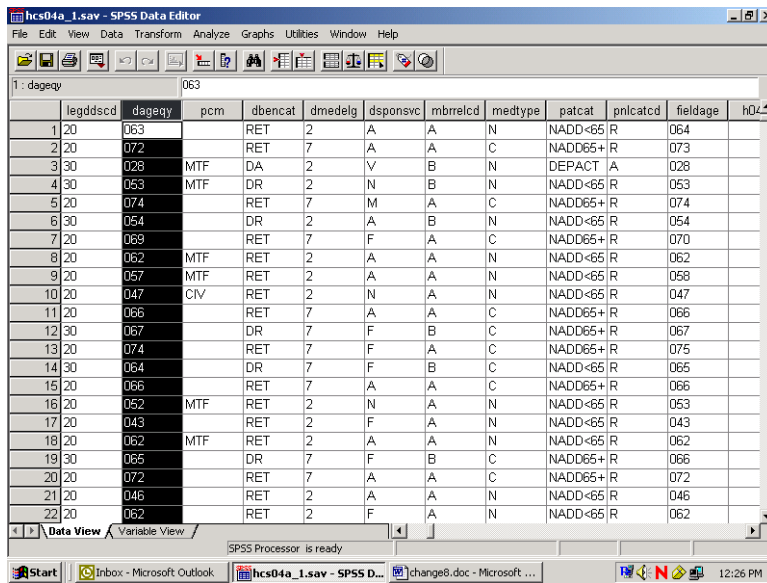 hcs04a_1.sav - SPSS Data Editor
File Edit View Data Transform Analyze Graphs Utilities Window Help
1 : dageqy 063
legddscd dageqy pcm dbencat dmedelg dsponsvc mbrrelcd medtype patcat pnlcatcd fieldage h04
1 20 063 RET 2 A A N NADD<65 R 064
2 20 072 RET 7 A A C NADD65+ R 073
3 30 028 MTF DA 2 V B N DEPACT A 028
4 30 053 MTF DR 2 N B N NADD<65 R 053
5 20 074 RET 7 M A C NADD65+ R 074
6 30 054 DR 2 A B N NADD<65 R 054
7 20 069 RET 7 F A C NADD65+ R 070
8 20 062 MTF RET 2 A A N NADD<65 R 062
9 20 057 MTF RET 2 A A N NADD<65 R 058
10 20 047 CIV RET 2 N A N NADD<65 R 047
11 20 066 RET 7 A A C NADD65+ R 066
12 30 067 DR 7 F B C NADD65+ R 067
13 20 074 RET 7 F A C NADD65+ R 075
14 30 064 DR 7 F B C NADD<65 R 065
15 20 066 RET 7 A A C NADD65+ R 066
16 20 052 MTF RET 2 N A N NADD<65 R 053
17 20 043 RET 2 F A N NADD<65 R 043
18 20 062 MTF RET 2 A A N NADD<65 R 062
19 30 065 DR 7 F B C NADD65+ R 066
20 20 072 RET 7 A A C NADD65+ R 072
21 20 046 RET 2 A A N NADD<65 R 046
22 20 062 RET 2 F A N NADD<65 R 062
Data View Variable View
SPSS Processor is ready
Start Inbox - Microsoft Outlook hcs04a_1.sav - SPSS D... change8.doc - Microsoft ... N 12:26 PM